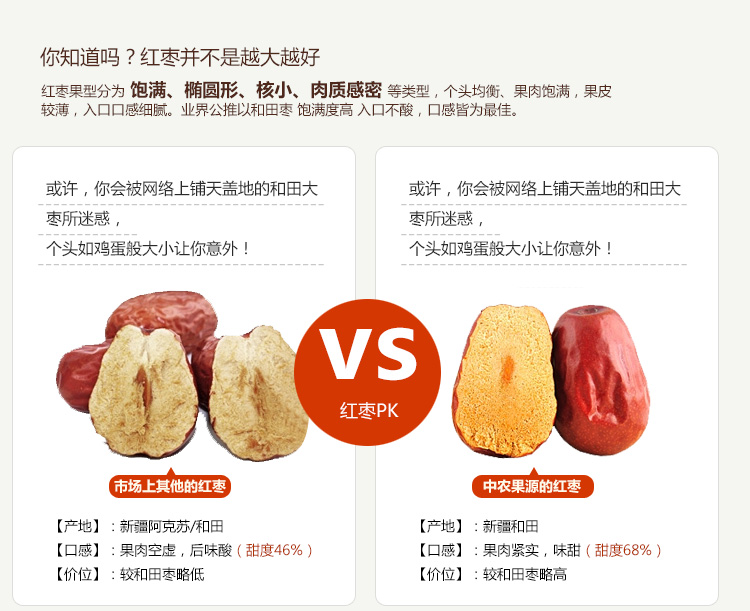 你知道吗？红枣并不是越大越好
红枣果型分为 饱满、椭圆形、核小、肉质感密 等类型，个头均衡、果肉饱满，果皮
较薄，入口口感细腻。业界公推以和田枣 饱满度高 入口不酸，口感皆为最佳。
或许，你会被网络上铺天盖地的和田大
枣所迷惑，
个头如鸡蛋般大小让你意外！
市场上其他的红枣
【产地】：新疆阿克苏/和田
【口感】：果肉空虚，后味酸（甜度46%）
【价位】：较和田枣略低
VS
红枣PK
或许，你会被网络上铺天盖地的和田大
枣所迷惑，
个头如鸡蛋般大小让你意外！
中农果源的红枣
【产地】：新疆和田
【口感】：果肉紧实，味甜（甜度68%）
【价位】：较和田枣略高